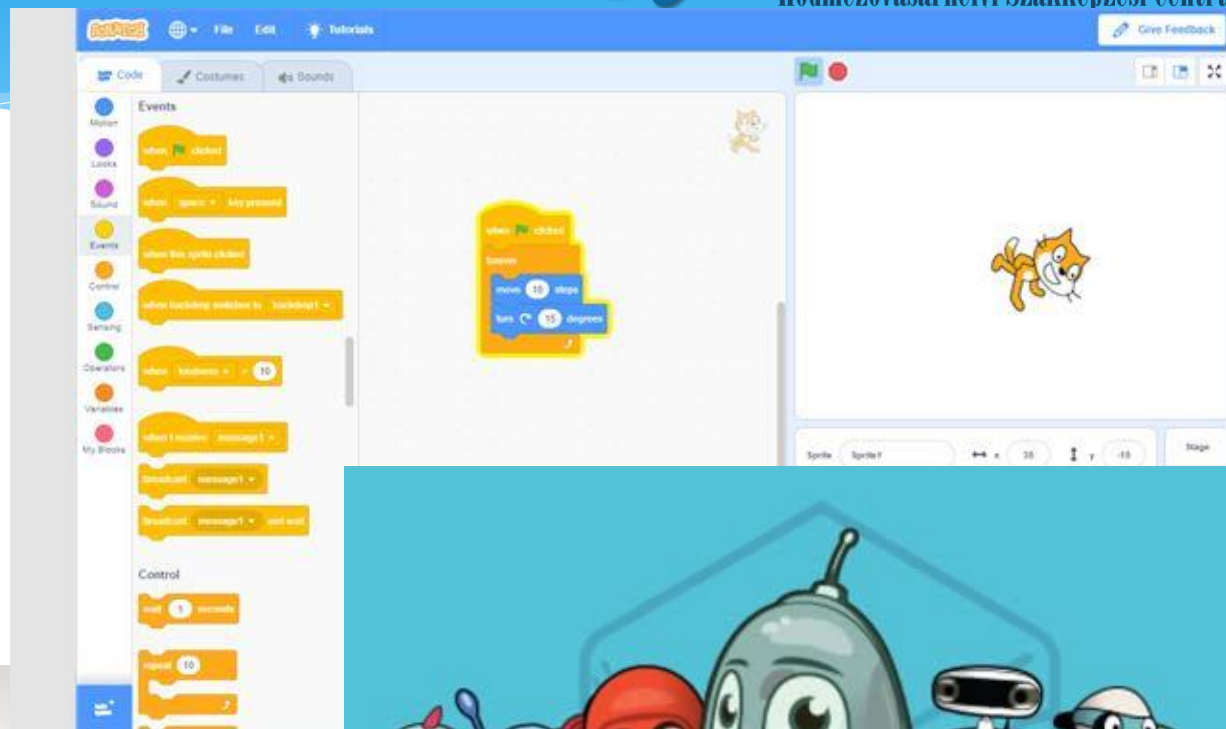 SCRATCH File Edit Tutorials Give Feedback
Code Costumes Sounds
Motion
Looks
Sound
Events
Control
Sensing
Operators
Variables
My Blocks
Events
when clicked
when space key pressed
when this sprite clicked
when backdrop switches to backdrop1
when loudness > 10
when I receive message1
broadcast message1
broadcast message1 and wait
Control
wait 1 seconds
repeat 10
when clicked
forever
move 10 steps
turn 15 degrees
Sprite Sprite1 x 38 y Stage